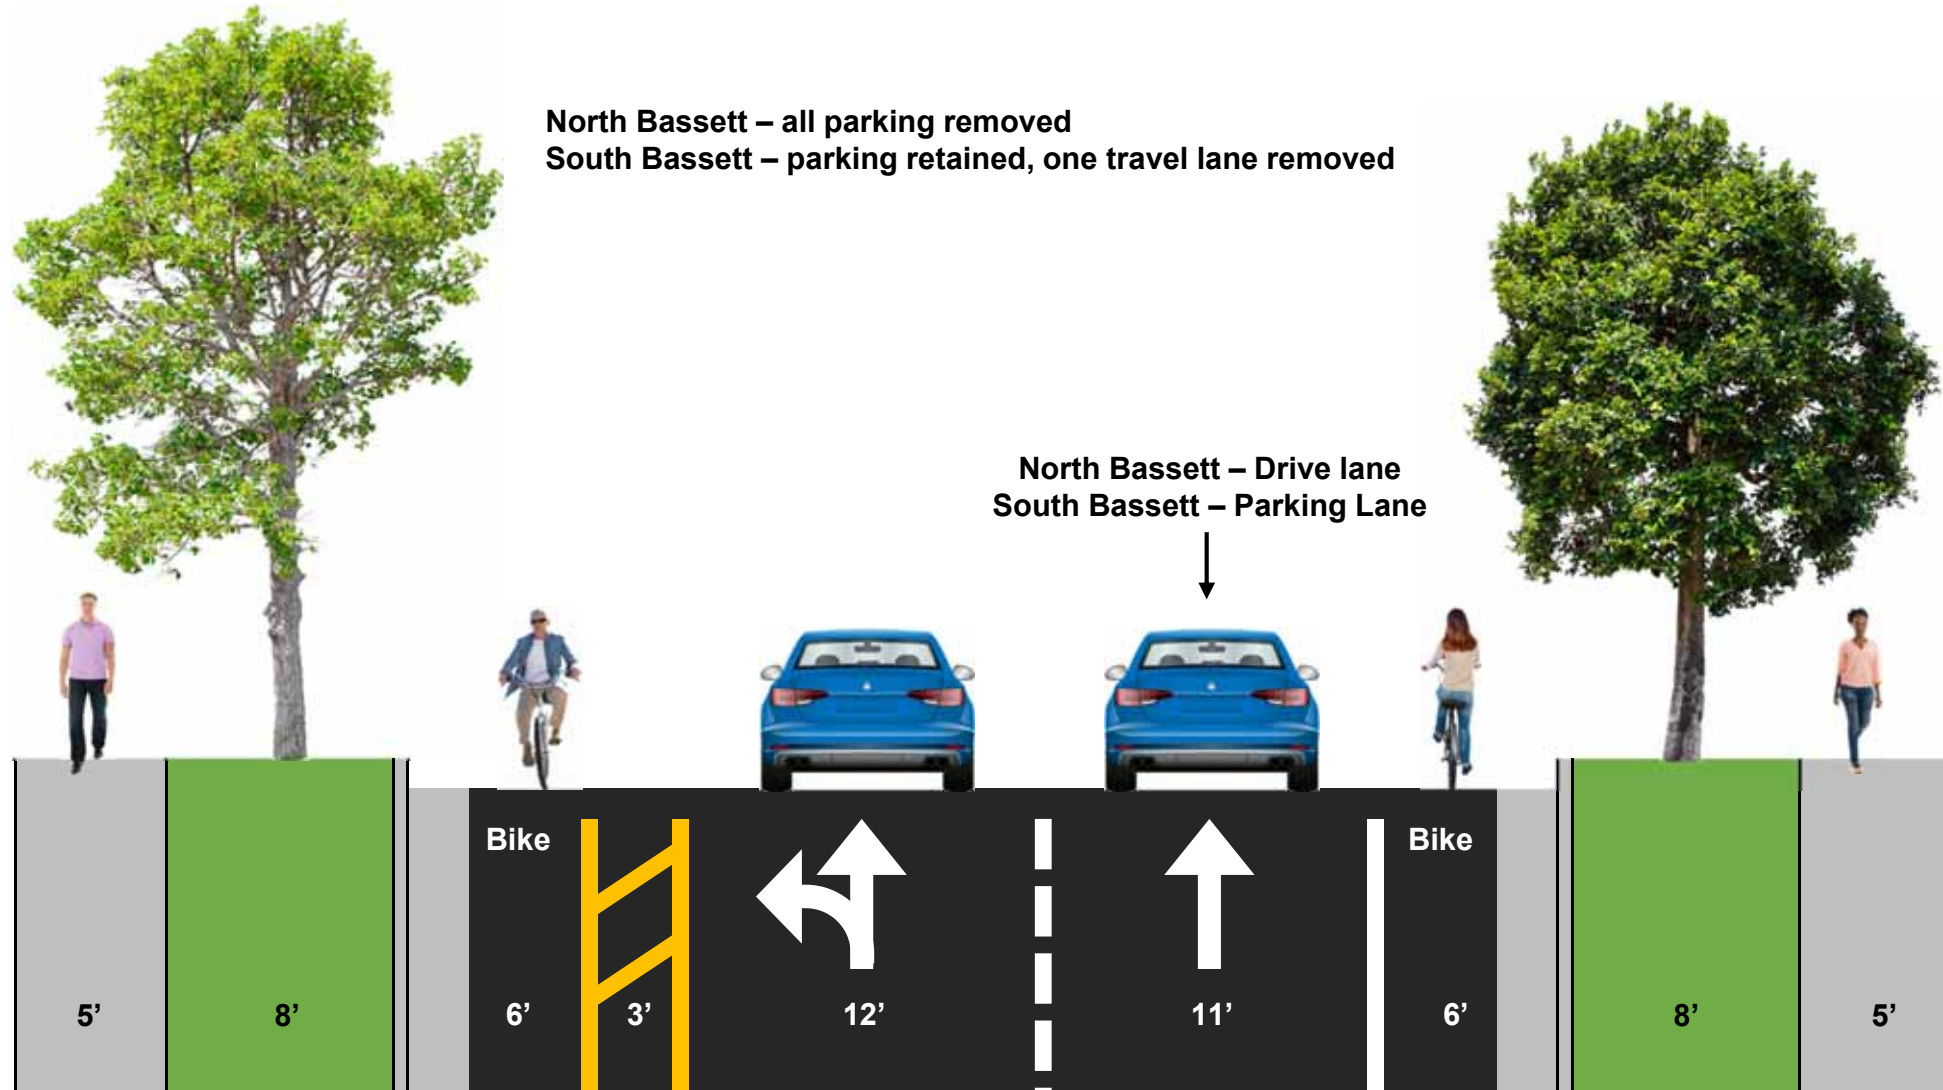 North Bassett – all parking removed
South Bassett – parking retained, one travel lane removed
North Bassett – Drive lane
South Bassett – Parking Lane
Bike
Bike
5’
8’
6’
3’
12’
11’
6’
8’
5’